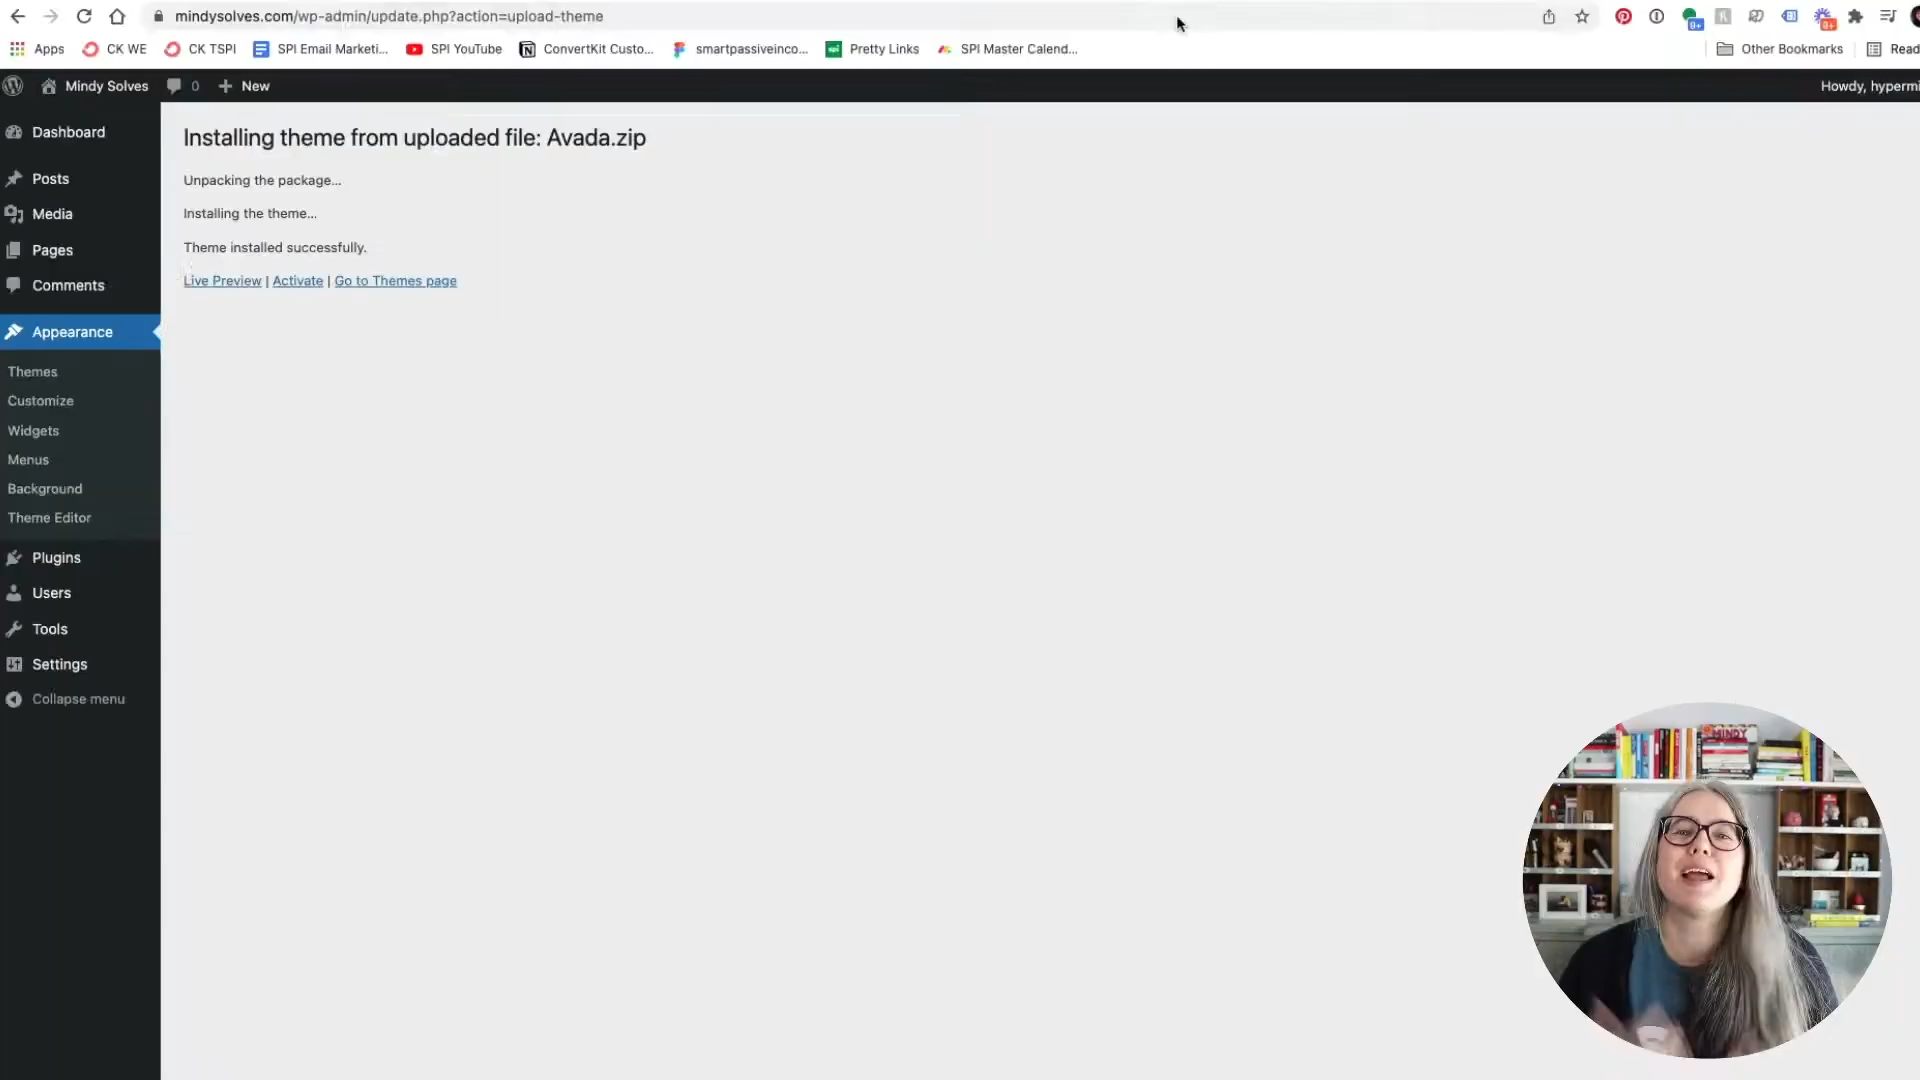 mindysolves.com/wp-admin/update.php?action=upload-theme
Apps CK WE CK TSPI SPI Email Marketi... SPI YouTube ConvertKit Custo... smartpassiveinco... Pretty Links SPI Master Calend... Other Bookmarks Read
Mindy Solves 0 New Howdy, hypermi
Dashboard
Posts
Media
Pages
Comments
Appearance
Themes
Customize
Widgets
Menus
Background
Theme Editor
Plugins
Users
Tools
Settings
Collapse menu
Installing theme from uploaded file: Avada.zip
Unpacking the package...
Installing the theme...
Theme installed successfully.
Live Preview | Activate | Go to Themes page
MINDY